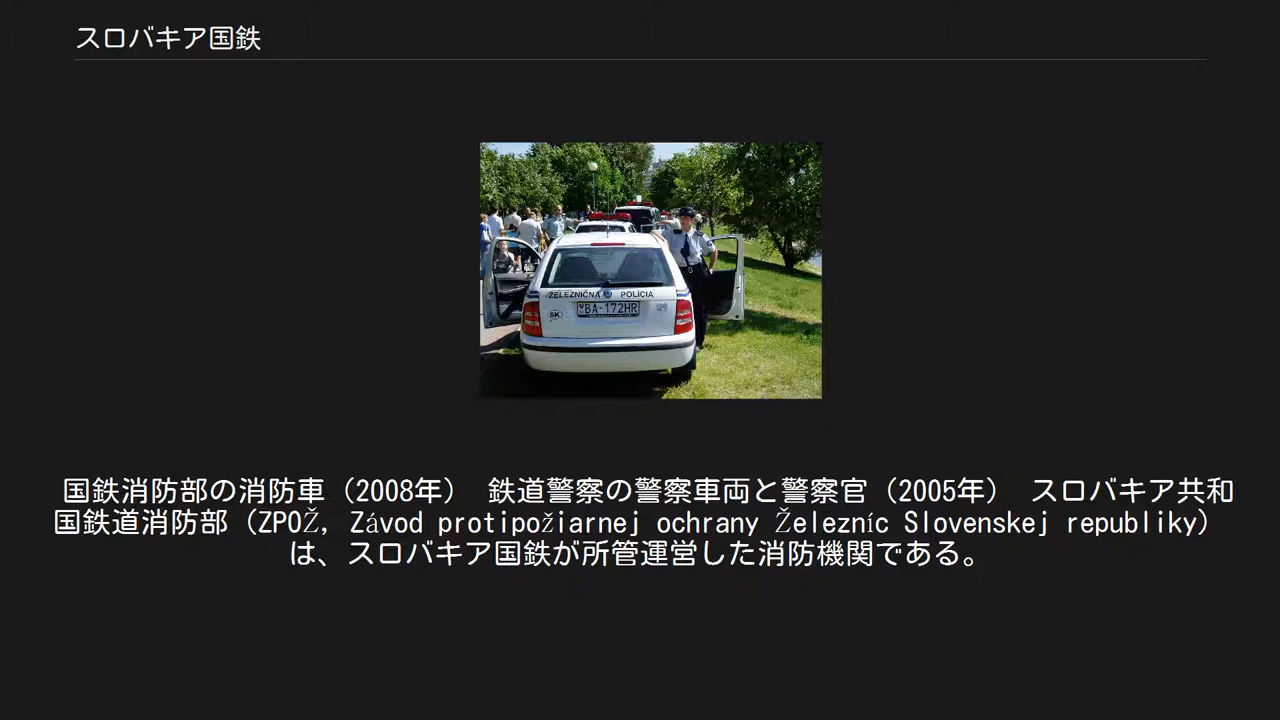 スロバキア国鉄
ŽELEZNIČNÁ POLÍCIA
SK
BA-172HR
国鉄消防部の消防車（2008年） 鉄道警察の警察車両と警察官（2005年） スロバキア共和
国鉄道消防部（ZPOŽ, Závod protipožiarnej ochrany Železníc Slovenskej republiky）
は、スロバキア国鉄が所管運営した消防機関である。